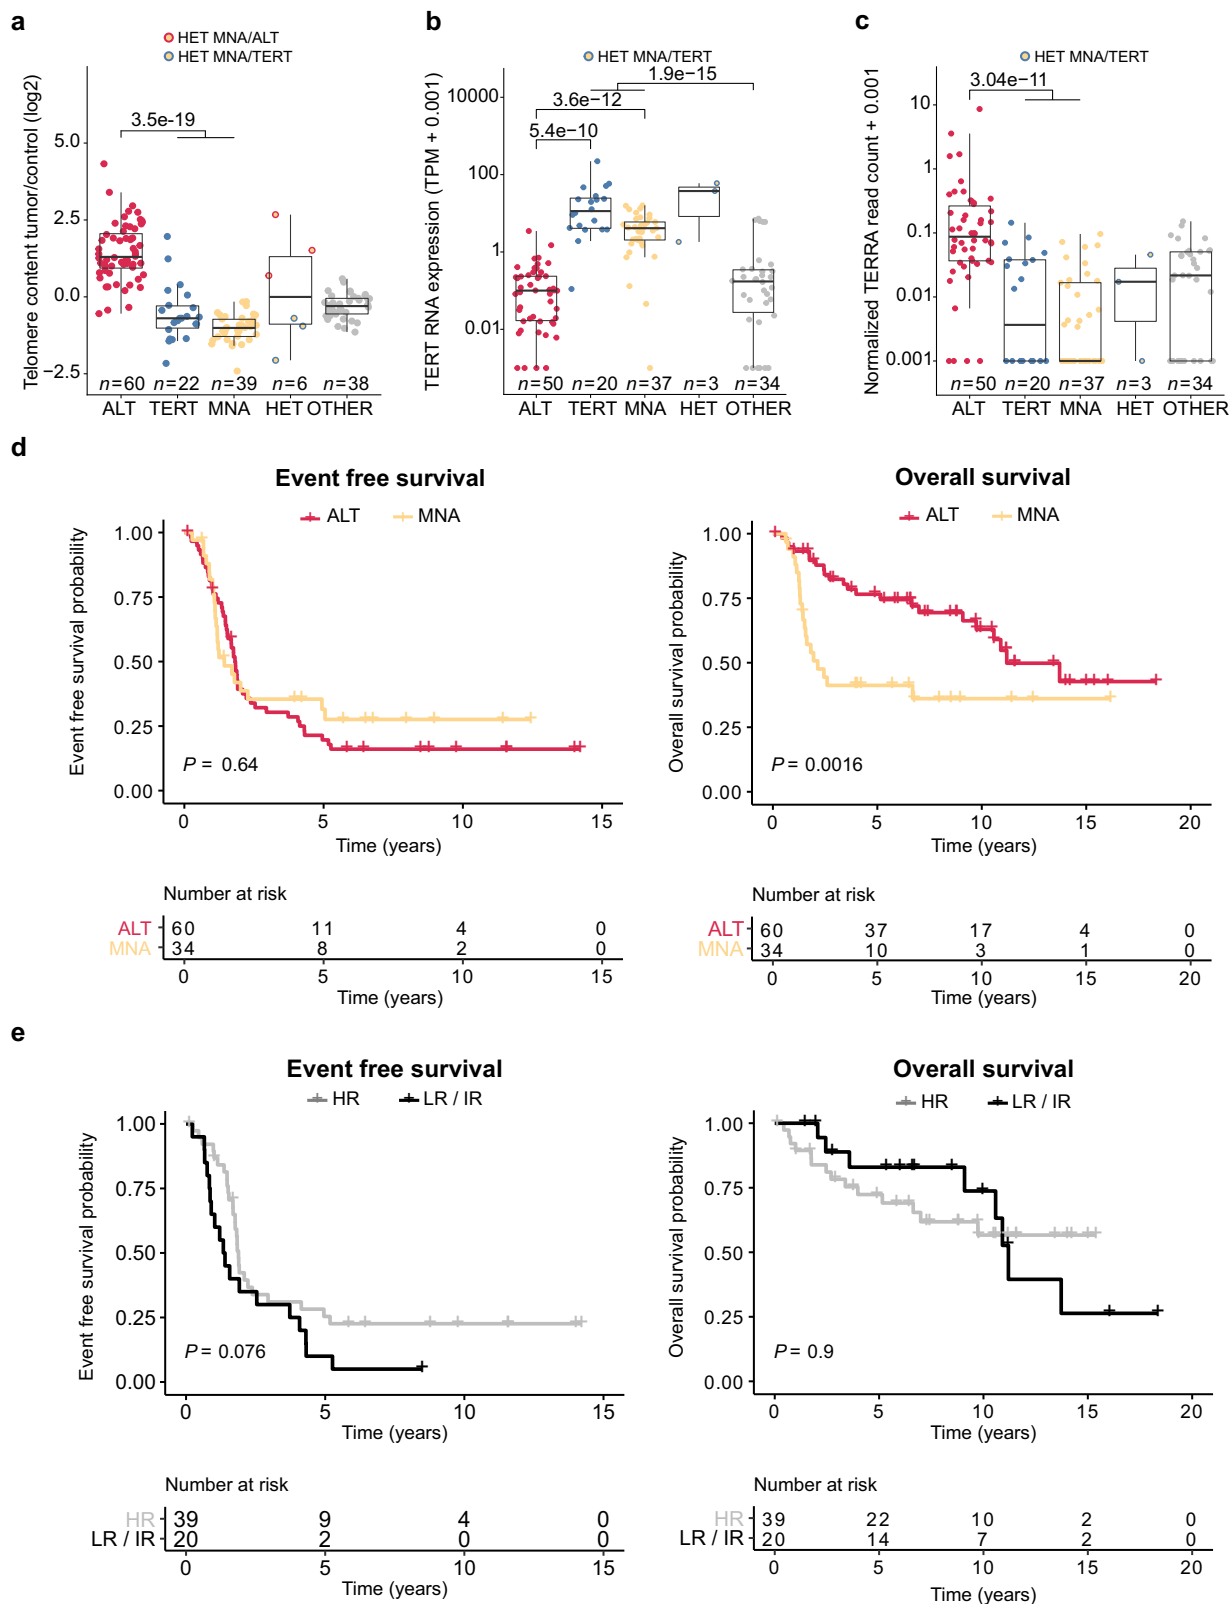 a
HET MNA/ALT
HET MNA/TERT
Telomere content tumor/control (log2)
5.0
2.5
0.0
−2.5
3.5e-19
n=60 n=22 n=39 n=6 n=38
ALT TERT MNA HET OTHER
b
HET MNA/TERT
TERT RNA expression (TPM + 0.001)
10000
100
1
0.01
1.9e−15
3.6e−12
5.4e−10
n=50 n=20 n=37 n=3 n=34
ALT TERT MNA HET OTHER
c
HET MNA/TERT
Normalized TERRA read count + 0.001
10
1
0.1
0.01
0.001
3.04e−11
n=50 n=20 n=37 n=3 n=34
ALT TERT MNA HET OTHER
d
Event free survival
ALT MNA
Event free survival probability
1.00
0.75
0.50
0.25
0.00
P = 0.64
0 5 10 15
Time (years)
Number at risk
ALT 60 11 4 0
MNA 34 8 2 0
0 5 10 15
Time (years)
Overall survival
ALT MNA
Overall survival probability
1.00
0.75
0.50
0.25
0.00
P = 0.0016
0 5 10 15 20
Time (years)
Number at risk
ALT 60 37 17 4 0
MNA 34 10 3 1 0
0 5 10 15 20
Time (years)
e
Event free survival
HR LR / IR
Event free survival probability
1.00
0.75
0.50
0.25
0.00
P = 0.076
0 5 10 15
Time (years)
Number at risk
HR 39 9 4 0
LR / IR 20 2 0 0
0 5 10 15
Time (years)
Overall survival
HR LR / IR
Overall survival probability
1.00
0.75
0.50
0.25
0.00
P = 0.9
0 5 10 15 20
Time (years)
Number at risk
HR 39 22 10 2 0
LR / IR 20 14 7 2 0
0 5 10 15 20
Time (years)